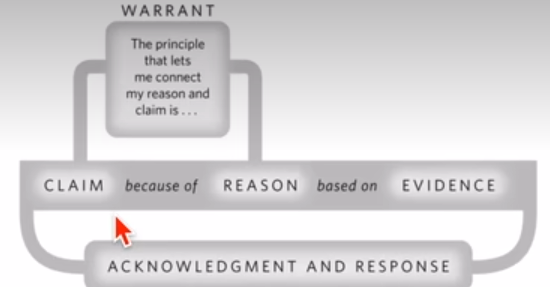 WARRANT
The principle
that lets
me connect
my reason and
claim is . . .
CLAIM because of REASON based on EVIDENCE
ACKNOWLEDGMENT AND RESPONSE